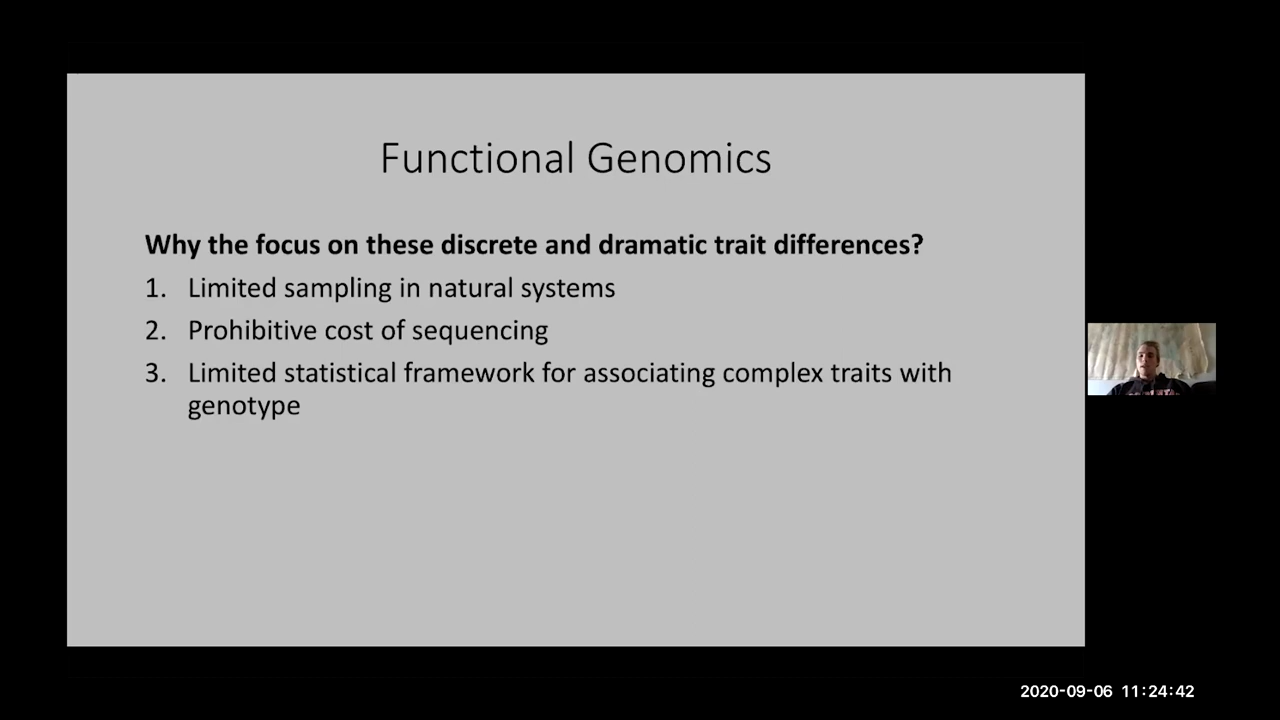 Functional Genomics
Why the focus on these discrete and dramatic trait differences?
1. Limited sampling in natural systems
2. Prohibitive cost of sequencing
3. Limited statistical framework for associating complex traits with
genotype
2020-09-06 11:24:42